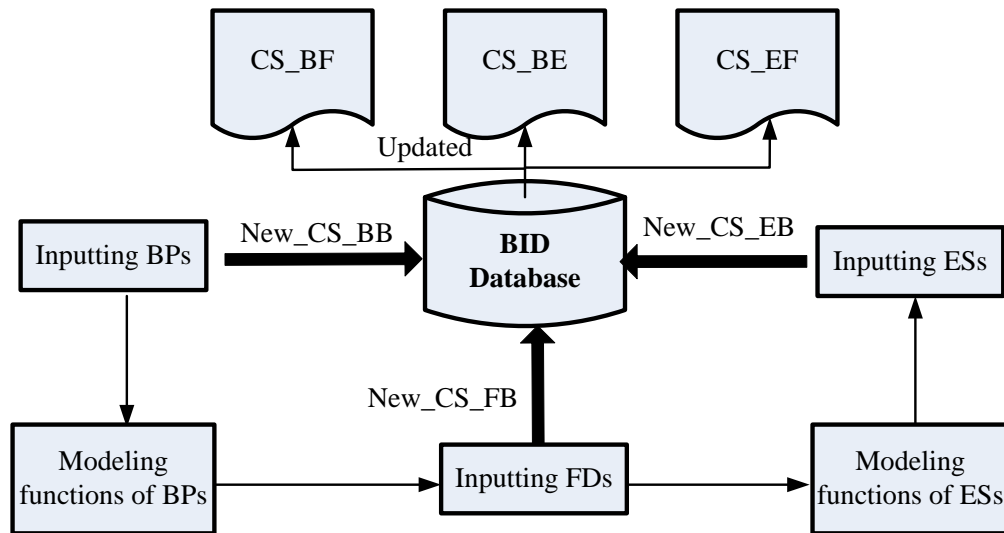 CS_BF
CS_BE
CS_EF
Updated
New_CS_BB
New_CS_EB
Inputting BPs
BID
Database
Inputting ESs
New_CS_FB
Modeling
functions of BPs
Inputting FDs
Modeling
functions of ESs